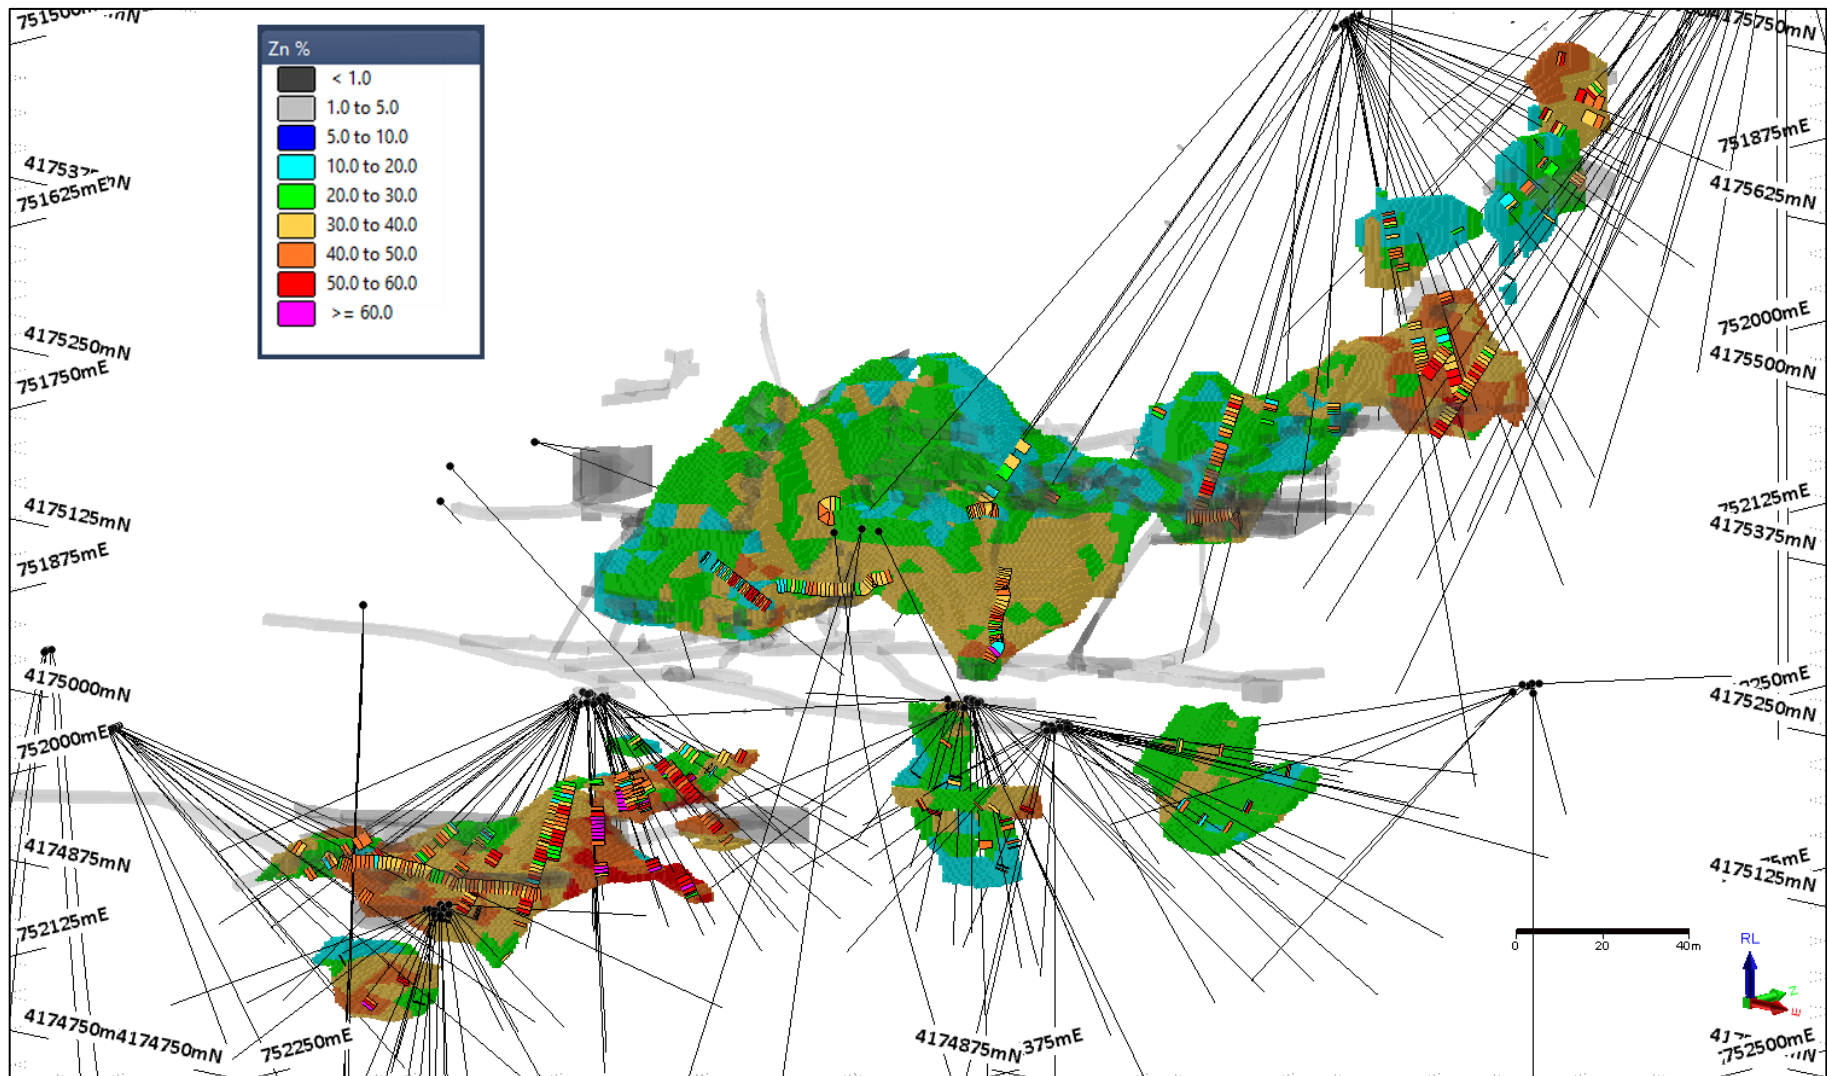 Zn %
< 1.0
1.0 to 5.0
5.0 to 10.0
10.0 to 20.0
20.0 to 30.0
30.0 to 40.0
40.0 to 50.0
50.0 to 60.0
>= 60.0
4175750mN
751875mE
4175625mN
751625mE
752000mE
4175500mN
4175250mN
751750mE
752125mE
4175375mN
4175125mN
751875mE
4175000mN
4175250mN
752000mE
4174875mN
4175125mN
752125mE
0 20 40m
RL
N
E
4174750mN
752250mE
4174875mN
752500mE